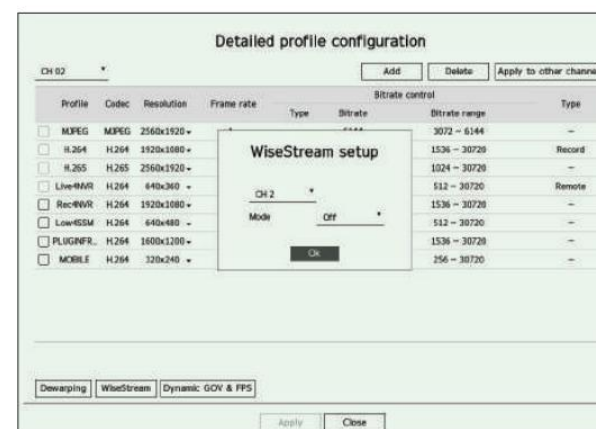 Detailed profile configuration
CH 02
Add Delete Apply to other channe
Profile Codec Resolution Frame rate Bitrate control Type
Type Bitrate Bitrate range
MJPEG MJPEG 2560x1920 3072 ~ 6144 -
H.264 H.264 1920x1080 1536 ~ 30720 Record
H.265 H.265 2560x1920 1024 ~ 30720 -
Live4NVR H.264 640x360 512 ~ 30720 Remote
Rec4NVR H.264 1920x1080 1536 ~ 30720 -
Low4SSM H.264 640x480 512 ~ 30720 -
PLUGINFR.. H.264 1600x1200 1536 ~ 30720 -
MOBILE H.264 320x240 256 ~ 30720 -
WiseStream setup
CH 2
Mode Off
Ok
Dewarping WiseStream Dynamic GOV & FPS
Apply Close